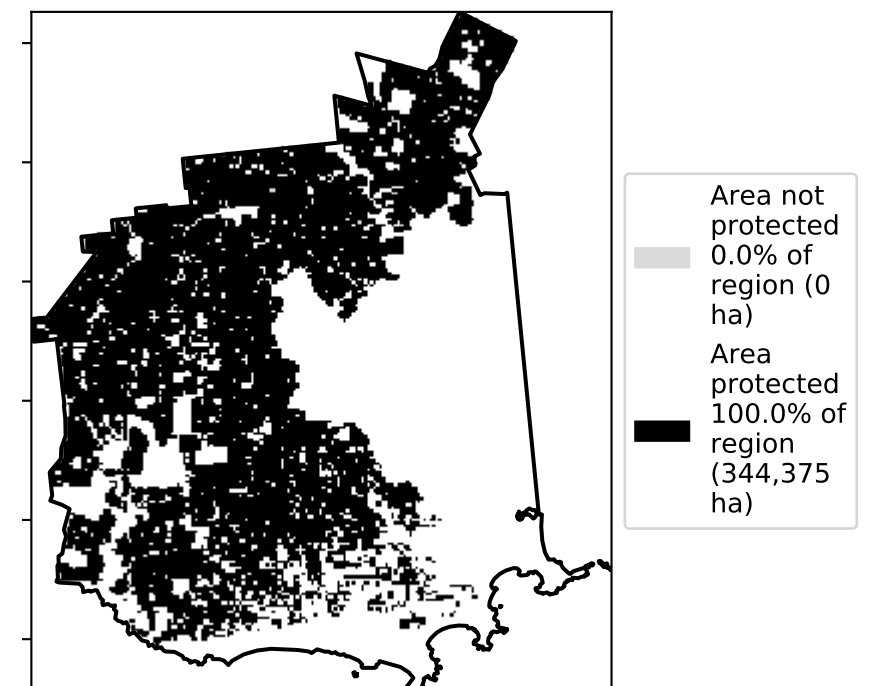 Area not
protected
0.0% of
region (0
ha)
Area
protected
100.0% of
region
(344,375
ha)